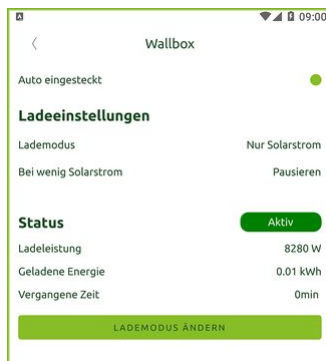 09:00
Wallbox
Auto eingesteckt
Ladeeinstellungen
Lademodus Nur Solarstrom
Bei wenig Solarstrom Pausieren
Status Aktiv
Ladeleistung 8280 W
Geladene Energie 0.01 kWh
Vergangene Zeit 0min
LADEMODUS ÄNDERN